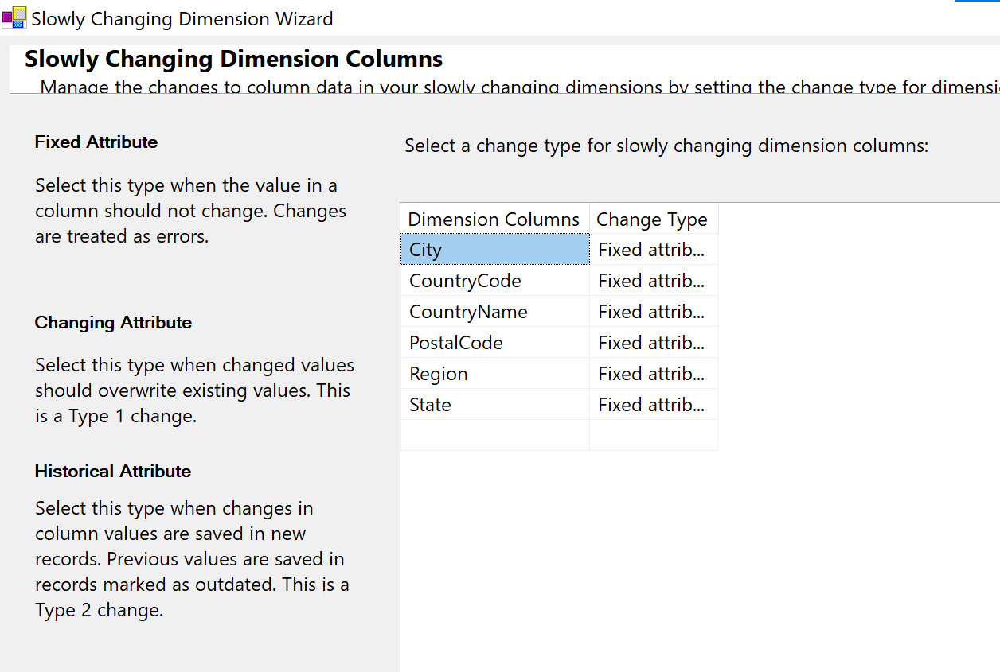 Slowly Changing Dimension Wizard
Slowly Changing Dimension Columns
Manage the changes to column data in your slowly changing dimensions by setting the change type for
Fixed Attribute
Select this type when the value in a
column should not change. Changes
are treated as errors.
Changing Attribute
Select this type when changed values
should overwrite existing values. This
is a Type 1 change.
Historical Attribute
Select this type when changes in
column values are saved in new
records. Previous values are saved in
records marked as outdated. This is a
Type 2 change.
Select a change type for slowly changing dimension columns:
Dimension Columns Change Type
City Fixed attrib...
CountryCode Fixed attrib...
CountryName Fixed attrib...
PostalCode Fixed attrib...
Region Fixed attrib...
State Fixed attrib...